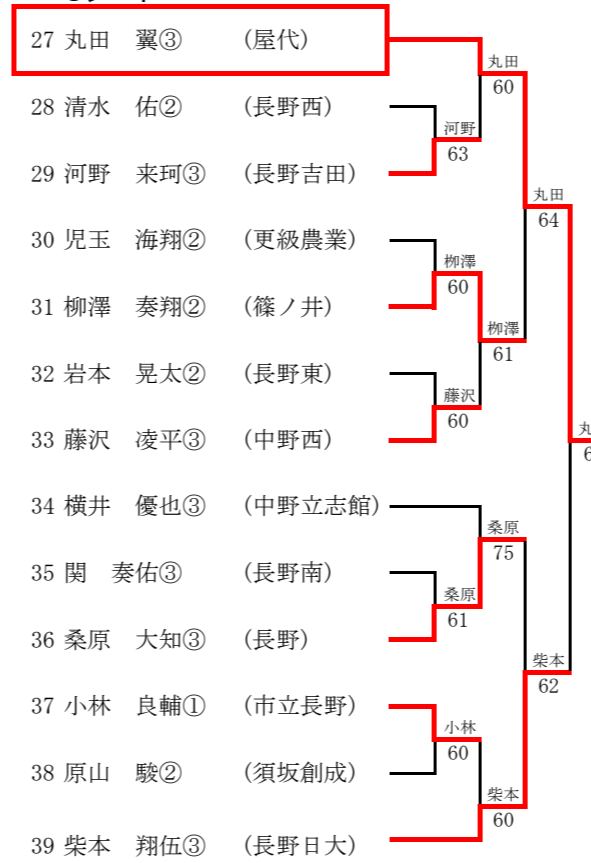 27 丸田 翼③ (屋代)
丸田
60
28 清水 佑② (長野西)
河野
63
29 河野 来珂③ (長野吉田)
丸田
64
30 児玉 海翔② (更級農業)
柳澤
60
31 柳澤 奏翔② (篠ノ井)
柳澤
61
32 岩本 晃太② (長野東)
藤沢
60
33 藤沢 凌平③ (中野西)
34 横井 優也③ (中野立志館)
桑原
75
35 関 奏佑③ (長野南)
桑原
61
36 桑原 大知③ (長野)
柴本
62
37 小林 良輔① (市立長野)
小林
60
38 原山 駿② (須坂創成)
柴本
60
39 柴本 翔伍③ (長野日大)